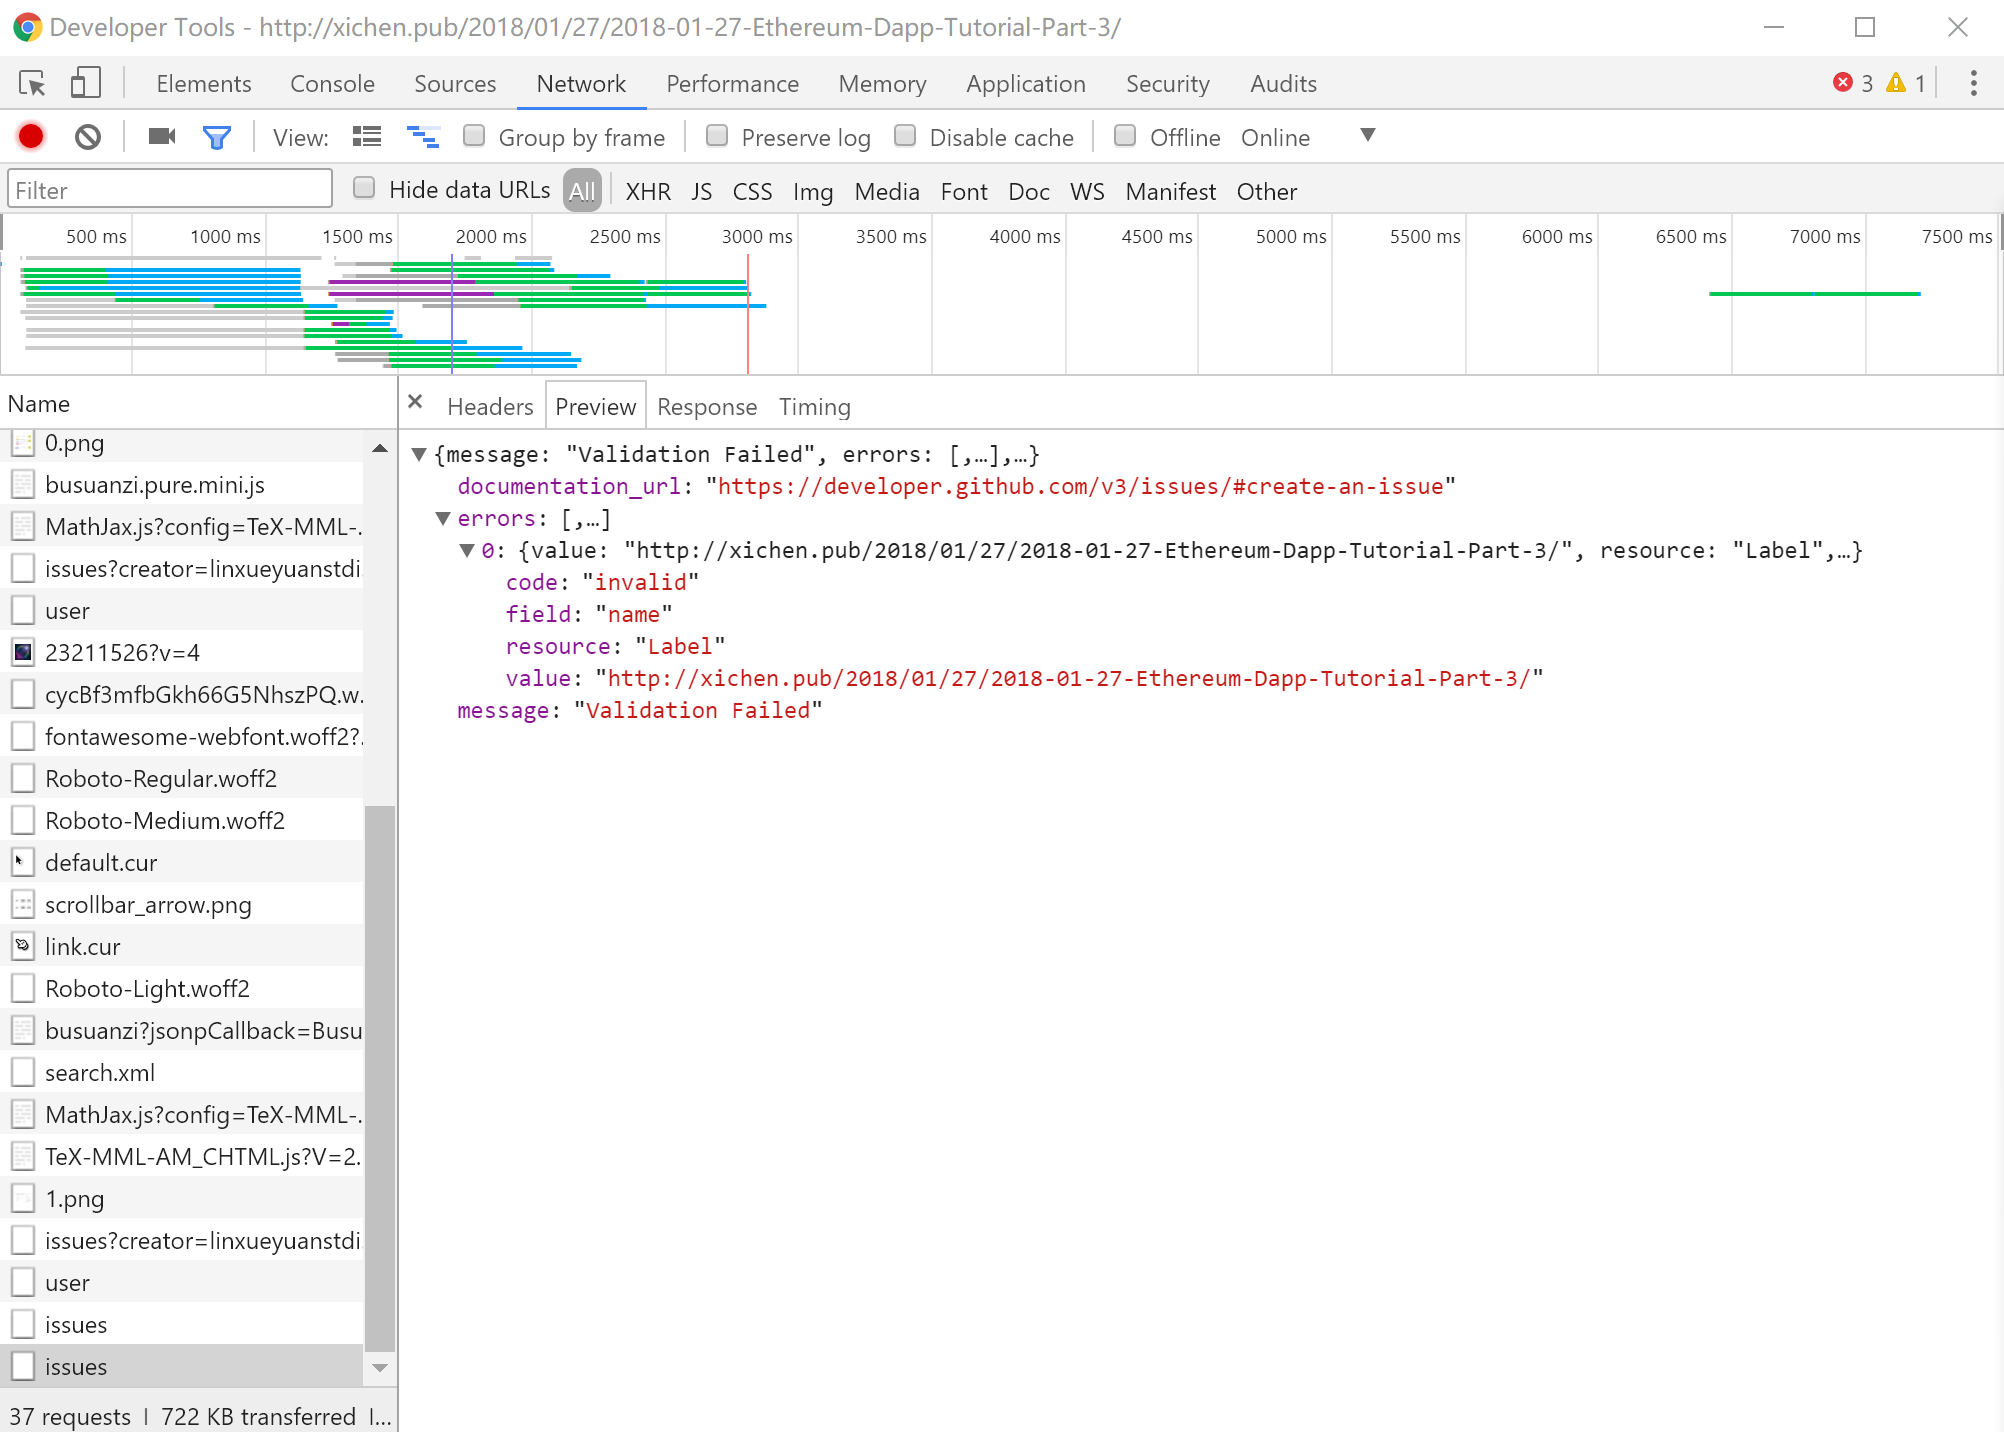 Developer Tools - http://xichen.pub/2018/01/27/2018-01-27-Ethereum-Dapp-Tutorial-Part-3/
Elements Console Sources Network Performance Memory Application Security Audits 3 1
View: Group by frame Preserve log Disable cache Offline Online
Filter Hide data URLs All XHR JS CSS Img Media Font Doc WS Manifest Other
500 ms 1000 ms 1500 ms 2000 ms 2500 ms 3000 ms 3500 ms 4000 ms 4500 ms 5000 ms 5500 ms 6000 ms 6500 ms 7000 ms 7500 ms
Name
0.png
busuanzi.pure.mini.js
MathJax.js?config=TeX-MML-.
issues?creator=linxueyuanstdi
user
23211526?v=4
cycBf3mfbGkh66G5NhszPQ.w.
fontawesome-webfont.woff2?.
Roboto-Regular.woff2
Roboto-Medium.woff2
default.cur
scrollbar_arrow.png
link.cur
Roboto-Light.woff2
busuanzi?jsonpCallback=Busu
search.xml
MathJax.js?config=TeX-MML-.
TeX-MML-AM_CHTML.js?V=2.
1.png
issues?creator=linxueyuanstdi
user
issues
issues
37 requests | 722 KB transferred |...
× Headers Preview Response Timing
{message: "Validation Failed", errors: [,…],…}
documentation_url: "https://developer.github.com/v3/issues/#create-an-issue"
errors: [,…]
0: {value: "http://xichen.pub/2018/01/27/2018-01-27-Ethereum-Dapp-Tutorial-Part-3/", resource: "Label",…}
code: "invalid"
field: "name"
resource: "Label"
value: "http://xichen.pub/2018/01/27/2018-01-27-Ethereum-Dapp-Tutorial-Part-3/"
message: "Validation Failed"